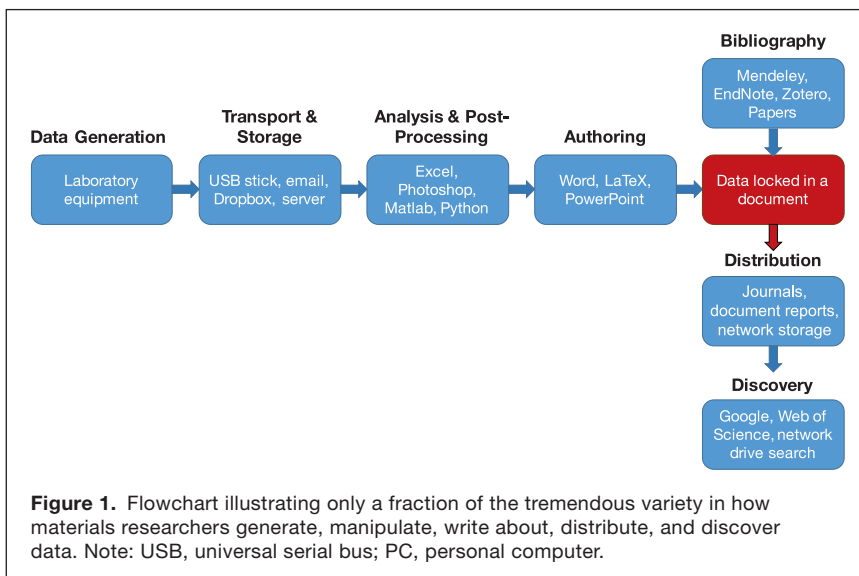 Bibliography
Mendeley,
EndNote, Zotero,
Papers
Data Generation
Laboratory
equipment
Transport &
Storage
USB stick, email,
Dropbox, server
Analysis & Post-
Processing
Excel,
Photoshop,
Matlab, Python
Authoring
Word, LaTeX,
PowerPoint
Data locked in a
document
Distribution
Journals,
document reports,
network storage
Discovery
Google, Web of
Science, network
drive search
Figure 1. Flowchart illustrating only a fraction of the tremendous variety in how
materials researchers generate, manipulate, write about, distribute, and discover
data. Note: USB, universal serial bus; PC, personal computer.